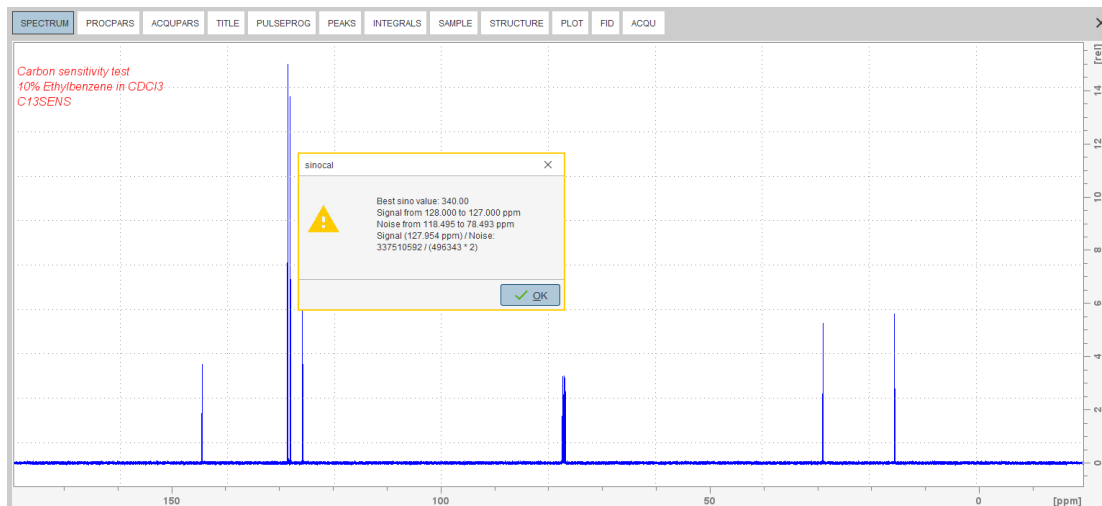 SPECTRUM PROCPARS ACQUPARS TITLE PULSEPROG PEAKS INTEGRALS SAMPLE STRUCTURE PLOT FID ACQU
Carbon sensitivity test
10% Ethylbenzene in CDCl3
C13SENS
sinocal
Best sino value: 340.00
Signal from 128.000 to 127.000 ppm
Noise from 118.495 to 78.493 ppm
Signal (127.954 ppm) / Noise:
337510592 / (496343 * 2)
OK
[rel]
14
12
10
8
6
4
2
0
150 100 50 0 [ppm]